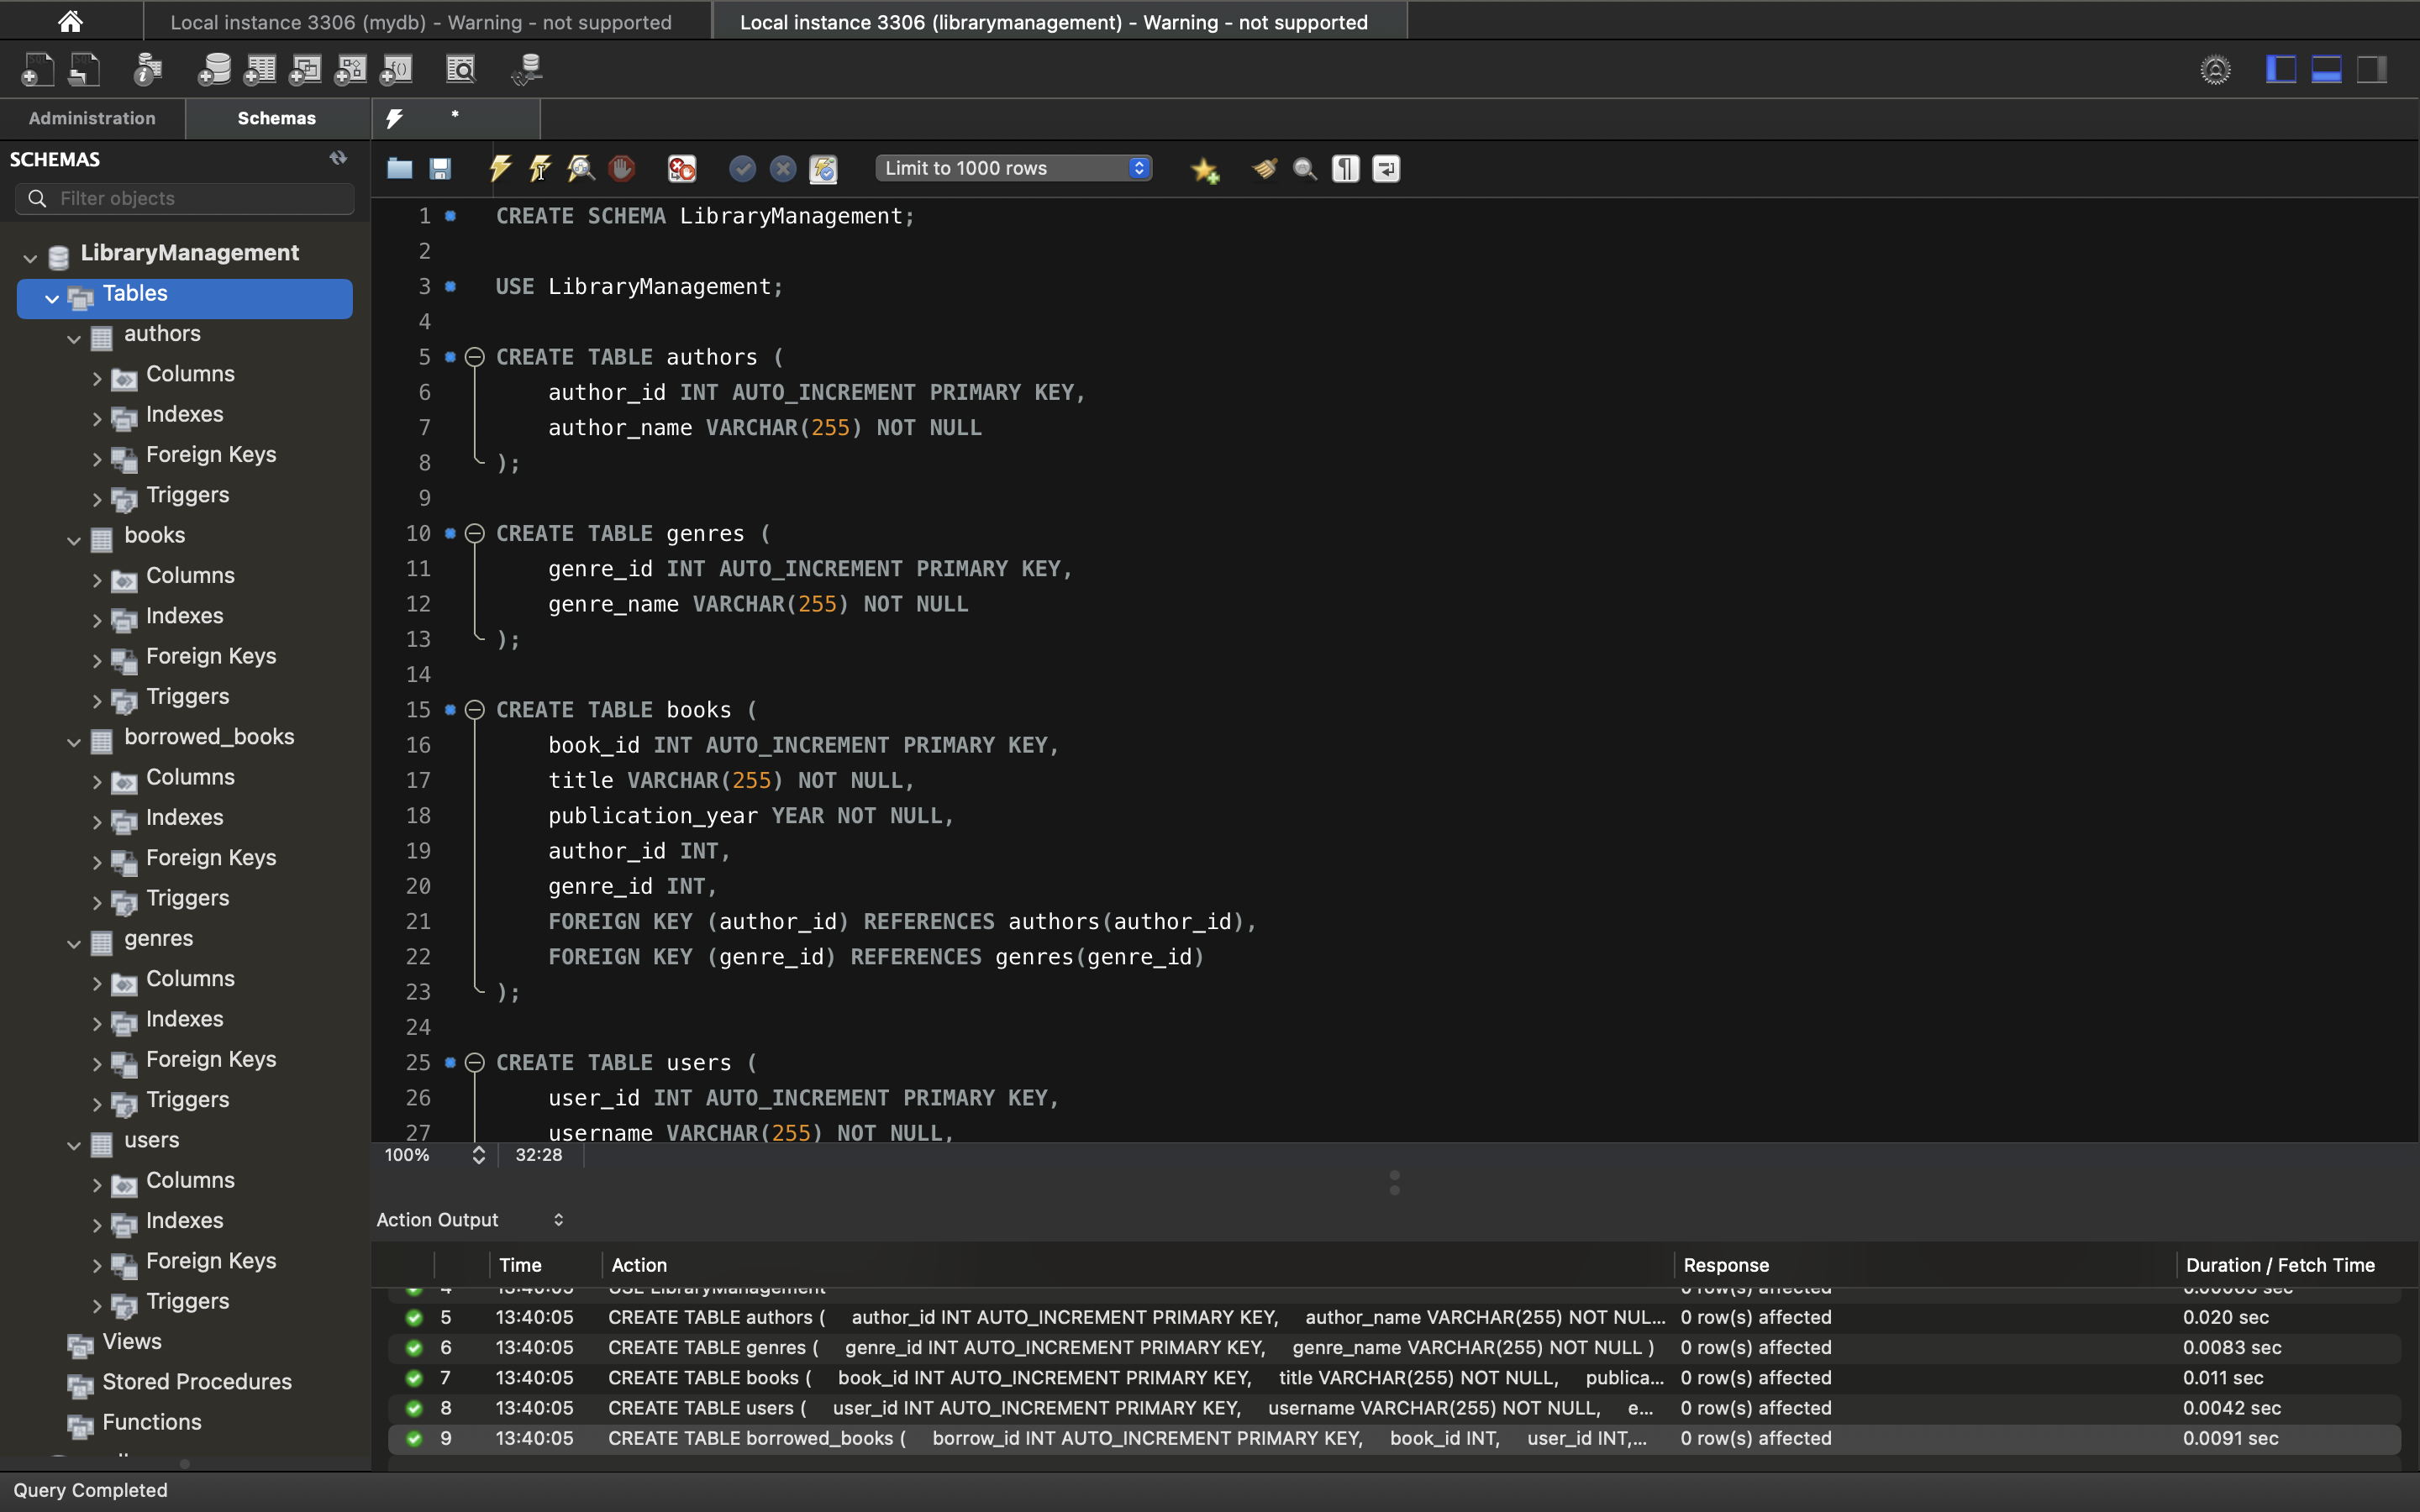 Local instance 3306 (mydb) - Warning - not supported
Local instance 3306 (librarymanagement) - Warning - not supported
Administration
Schemas
*
SCHEMAS
Filter objects
Limit to 1000 rows
LibraryManagement
Tables
authors
Columns
Indexes
Foreign Keys
Triggers
books
Columns
Indexes
Foreign Keys
Triggers
borrowed_books
Columns
Indexes
Foreign Keys
Triggers
genres
Columns
Indexes
Foreign Keys
Triggers
users
Columns
Indexes
Foreign Keys
Triggers
Views
Stored Procedures
Functions
1 CREATE SCHEMA LibraryManagement;
2
3 USE LibraryManagement;
4
5 CREATE TABLE authors (
6 author_id INT AUTO_INCREMENT PRIMARY KEY,
7 author_name VARCHAR(255) NOT NULL
8 );
9
10 CREATE TABLE genres (
11 genre_id INT AUTO_INCREMENT PRIMARY KEY,
12 genre_name VARCHAR(255) NOT NULL
13 );
14
15 CREATE TABLE books (
16 book_id INT AUTO_INCREMENT PRIMARY KEY,
17 title VARCHAR(255) NOT NULL,
18 publication_year YEAR NOT NULL,
19 author_id INT,
20 genre_id INT,
21 FOREIGN KEY (author_id) REFERENCES authors(author_id),
22 FOREIGN KEY (genre_id) REFERENCES genres(genre_id)
23 );
24
25 CREATE TABLE users (
26 user_id INT AUTO_INCREMENT PRIMARY KEY,
27 username VARCHAR(255) NOT NULL,
100% 32:28
Action Output
Time Action Response Duration / Fetch Time
4 13:40:05 USE LibraryManagement 0 row(s) affected
5 13:40:05 CREATE TABLE authors ( author_id INT AUTO_INCREMENT PRIMARY KEY, author_name VARCHAR(255) NOT NUL... 0 row(s) affected 0.020 sec
6 13:40:05 CREATE TABLE genres ( genre_id INT AUTO_INCREMENT PRIMARY KEY, genre_name VARCHAR(255) NOT NULL ) 0 row(s) affected 0.0083 sec
7 13:40:05 CREATE TABLE books ( book_id INT AUTO_INCREMENT PRIMARY KEY, title VARCHAR(255) NOT NULL, publica... 0 row(s) affected 0.011 sec
8 13:40:05 CREATE TABLE users ( user_id INT AUTO_INCREMENT PRIMARY KEY, username VARCHAR(255) NOT NULL, e... 0 row(s) affected 0.0042 sec
9 13:40:05 CREATE TABLE borrowed_books ( borrow_id INT AUTO_INCREMENT PRIMARY KEY, book_id INT, user_id INT,... 0 row(s) affected 0.0091 sec
Query Completed